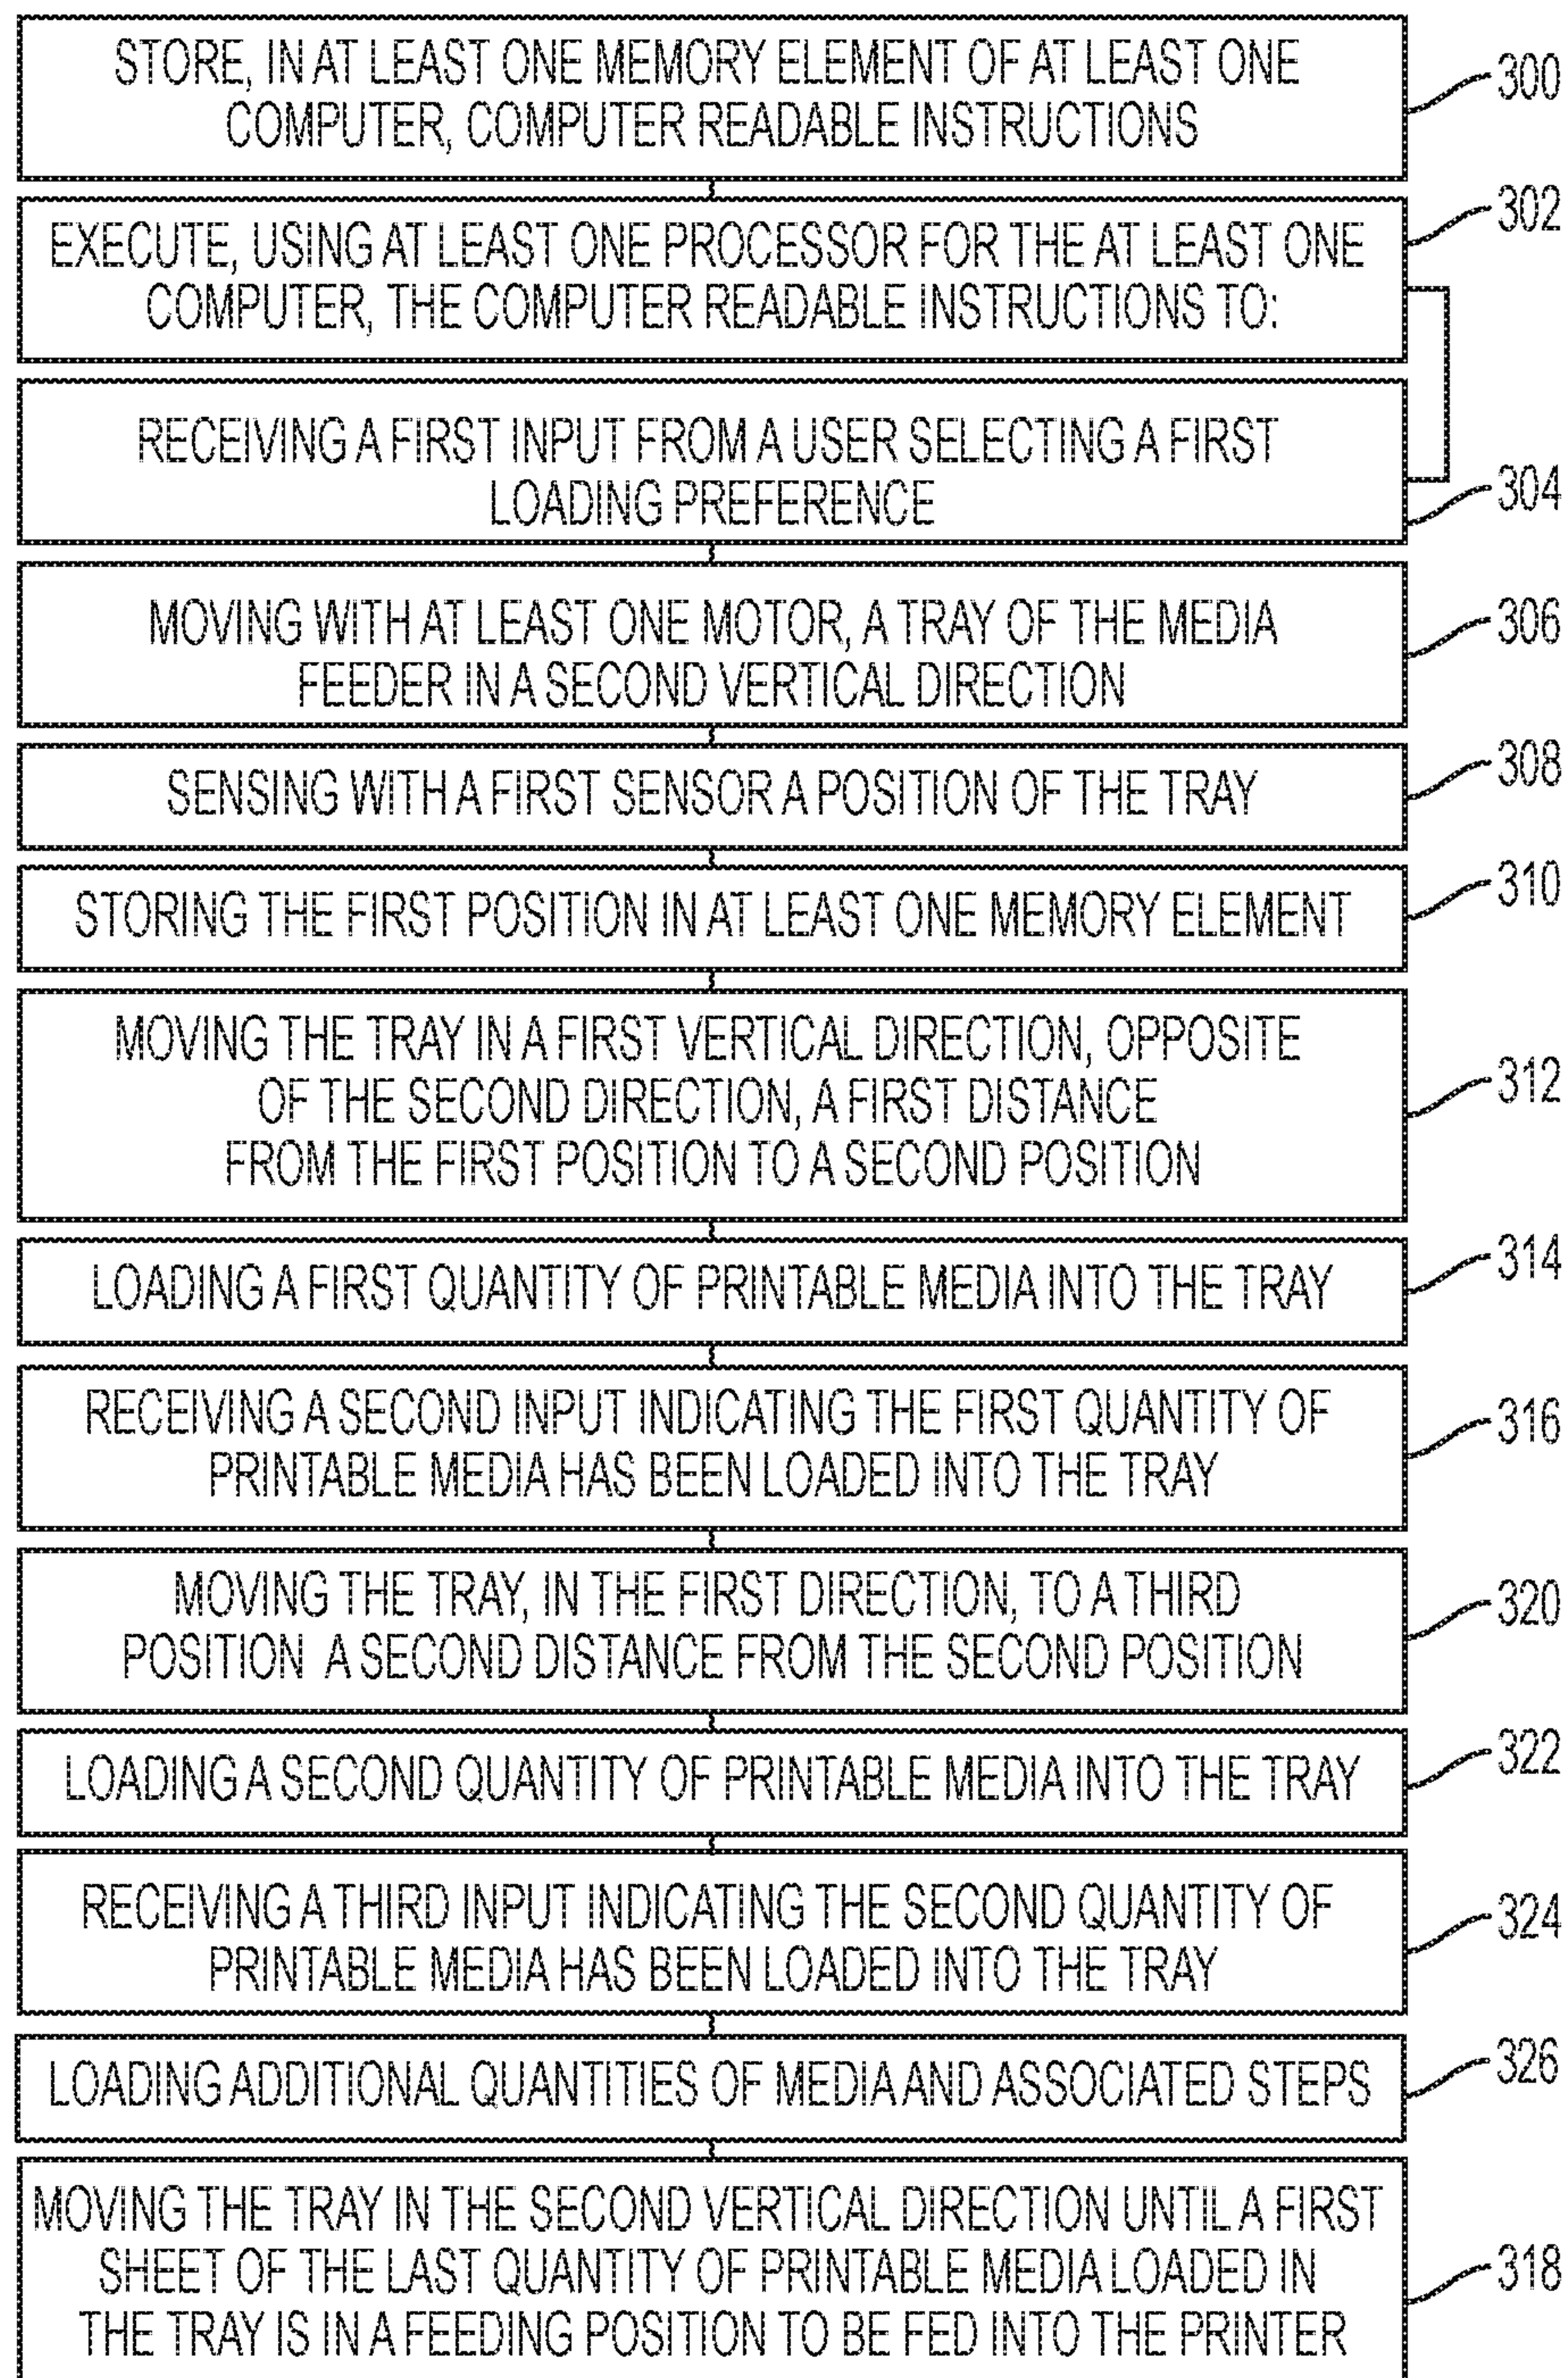 STORE, IN AT LEAST ONE MEMORY ELEMENT OF AT LEAST ONE
COMPUTER, COMPUTER READABLE INSTRUCTIONS
300
EXECUTE, USING AT LEAST ONE PROCESSOR FOR THE AT LEAST ONE
COMPUTER, THE COMPUTER READABLE INSTRUCTIONS TO:
302
RECEIVING A FIRST INPUT FROM A USER SELECTING A FIRST
LOADING PREFERENCE
304
MOVING WITH AT LEAST ONE MOTOR, A TRAY OF THE MEDIA
FEEDER IN A SECOND VERTICAL DIRECTION
306
SENSING WITH A FIRST SENSOR A POSITION OF THE TRAY
308
STORING THE FIRST POSITION IN AT LEAST ONE MEMORY ELEMENT
310
MOVING THE TRAY IN A FIRST VERTICAL DIRECTION, OPPOSITE
OF THE SECOND DIRECTION, A FIRST DISTANCE
FROM THE FIRST POSITION TO A SECOND POSITION
312
LOADING A FIRST QUANTITY OF PRINTABLE MEDIA INTO THE TRAY
314
RECEIVING A SECOND INPUT INDICATING THE FIRST QUANTITY OF
PRINTABLE MEDIA HAS BEEN LOADED INTO THE TRAY
316
MOVING THE TRAY, IN THE FIRST DIRECTION, TO A THIRD
POSITION A SECOND DISTANCE FROM THE SECOND POSITION
320
LOADING A SECOND QUANTITY OF PRINTABLE MEDIA INTO THE TRAY
322
RECEIVING A THIRD INPUT INDICATING THE SECOND QUANTITY OF
PRINTABLE MEDIA HAS BEEN LOADED INTO THE TRAY
324
LOADING ADDITIONAL QUANTITIES OF MEDIA AND ASSOCIATED STEPS
326
MOVING THE TRAY IN THE SECOND VERTICAL DIRECTION UNTIL A FIRST
SHEET OF THE LAST QUANTITY OF PRINTABLE MEDIA LOADED IN
THE TRAY IS IN A FEEDING POSITION TO BE FED INTO THE PRINTER
318